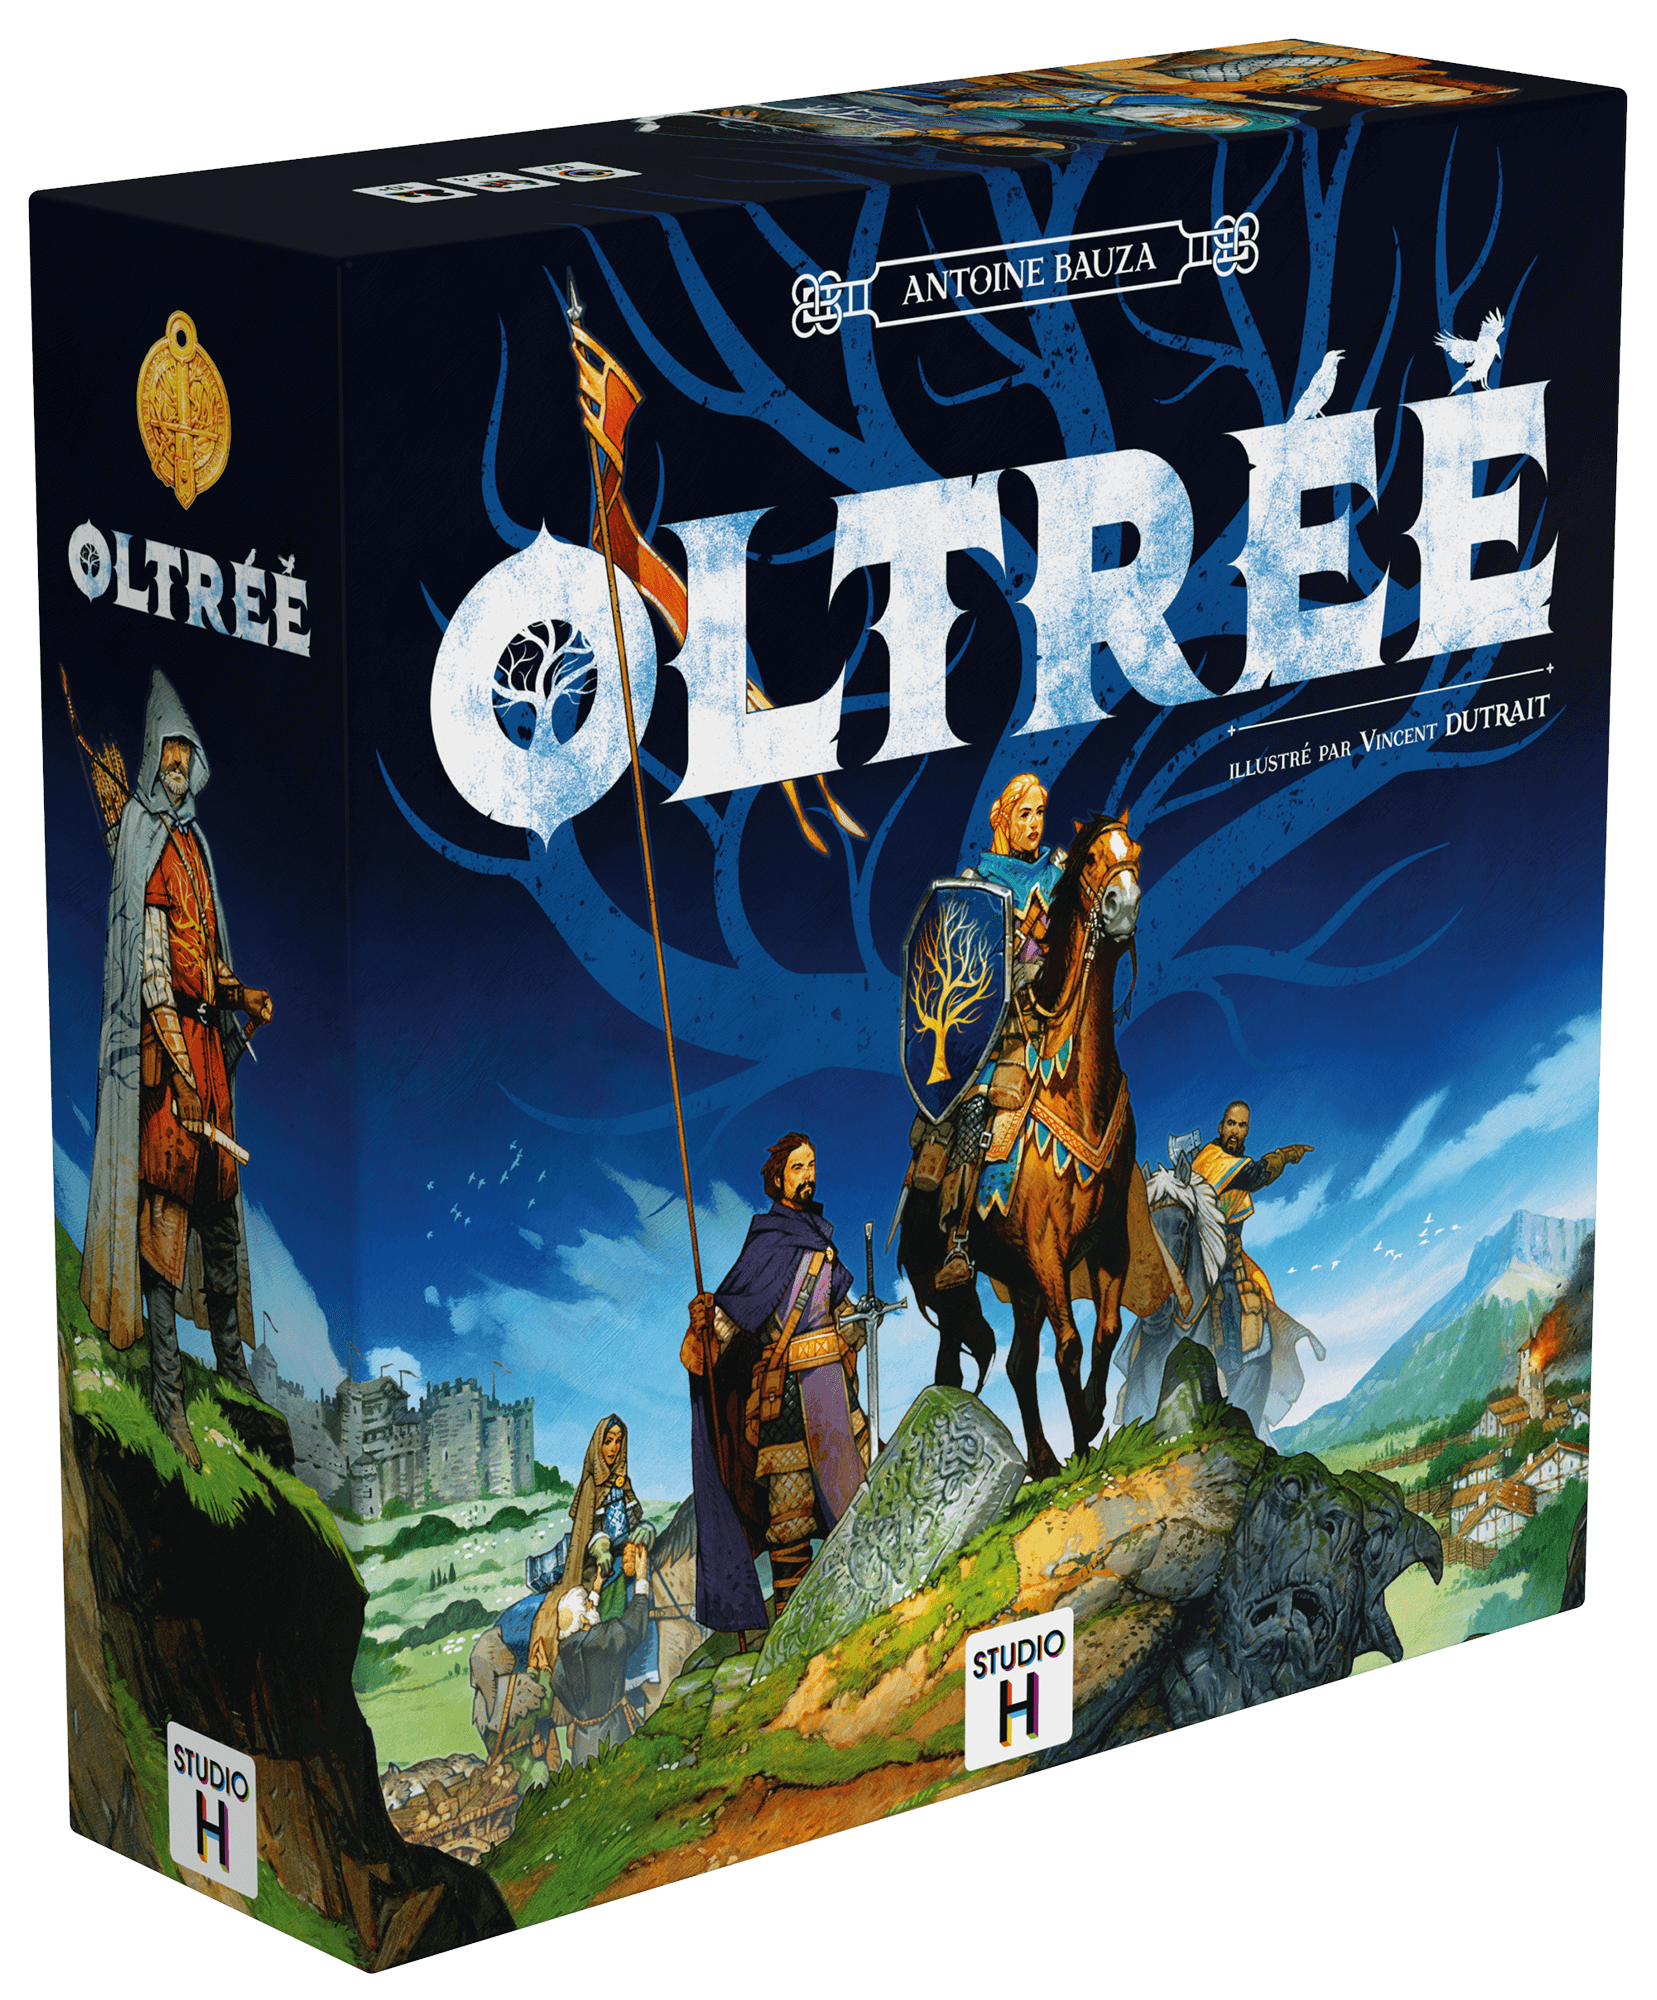 ANTOINE BAUZA
OLTRÉÉ
ILLUSTRÉ PAR VINCENT DUTRAIT
STUDIO
H
OLTRÉÉ
STUDIO
H